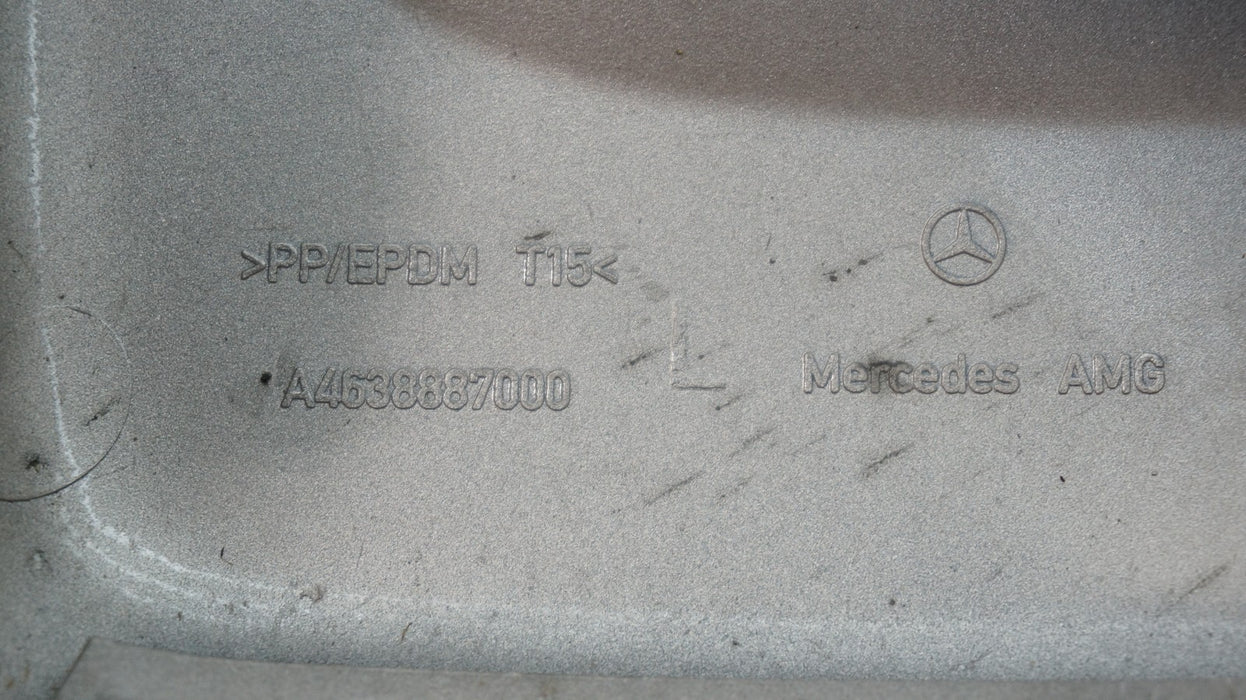 >PP/EPDM T15<
A4638887000
L
Mercedes AMG